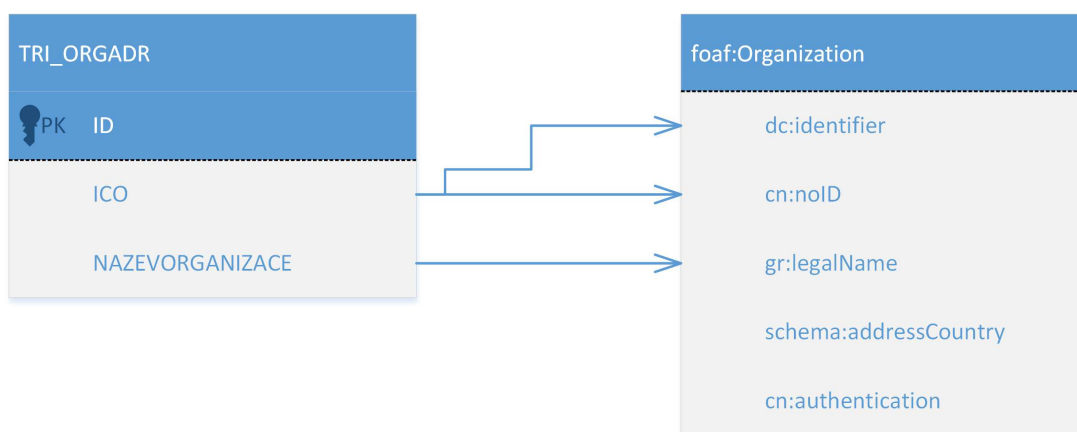 TRI_ORGADR
PK ID
ICO
NAZEVORGANIZACE
foaf:Organization
dc:identifier
cn:noID
gr:legalName
schema:addressCountry
cn:authentication